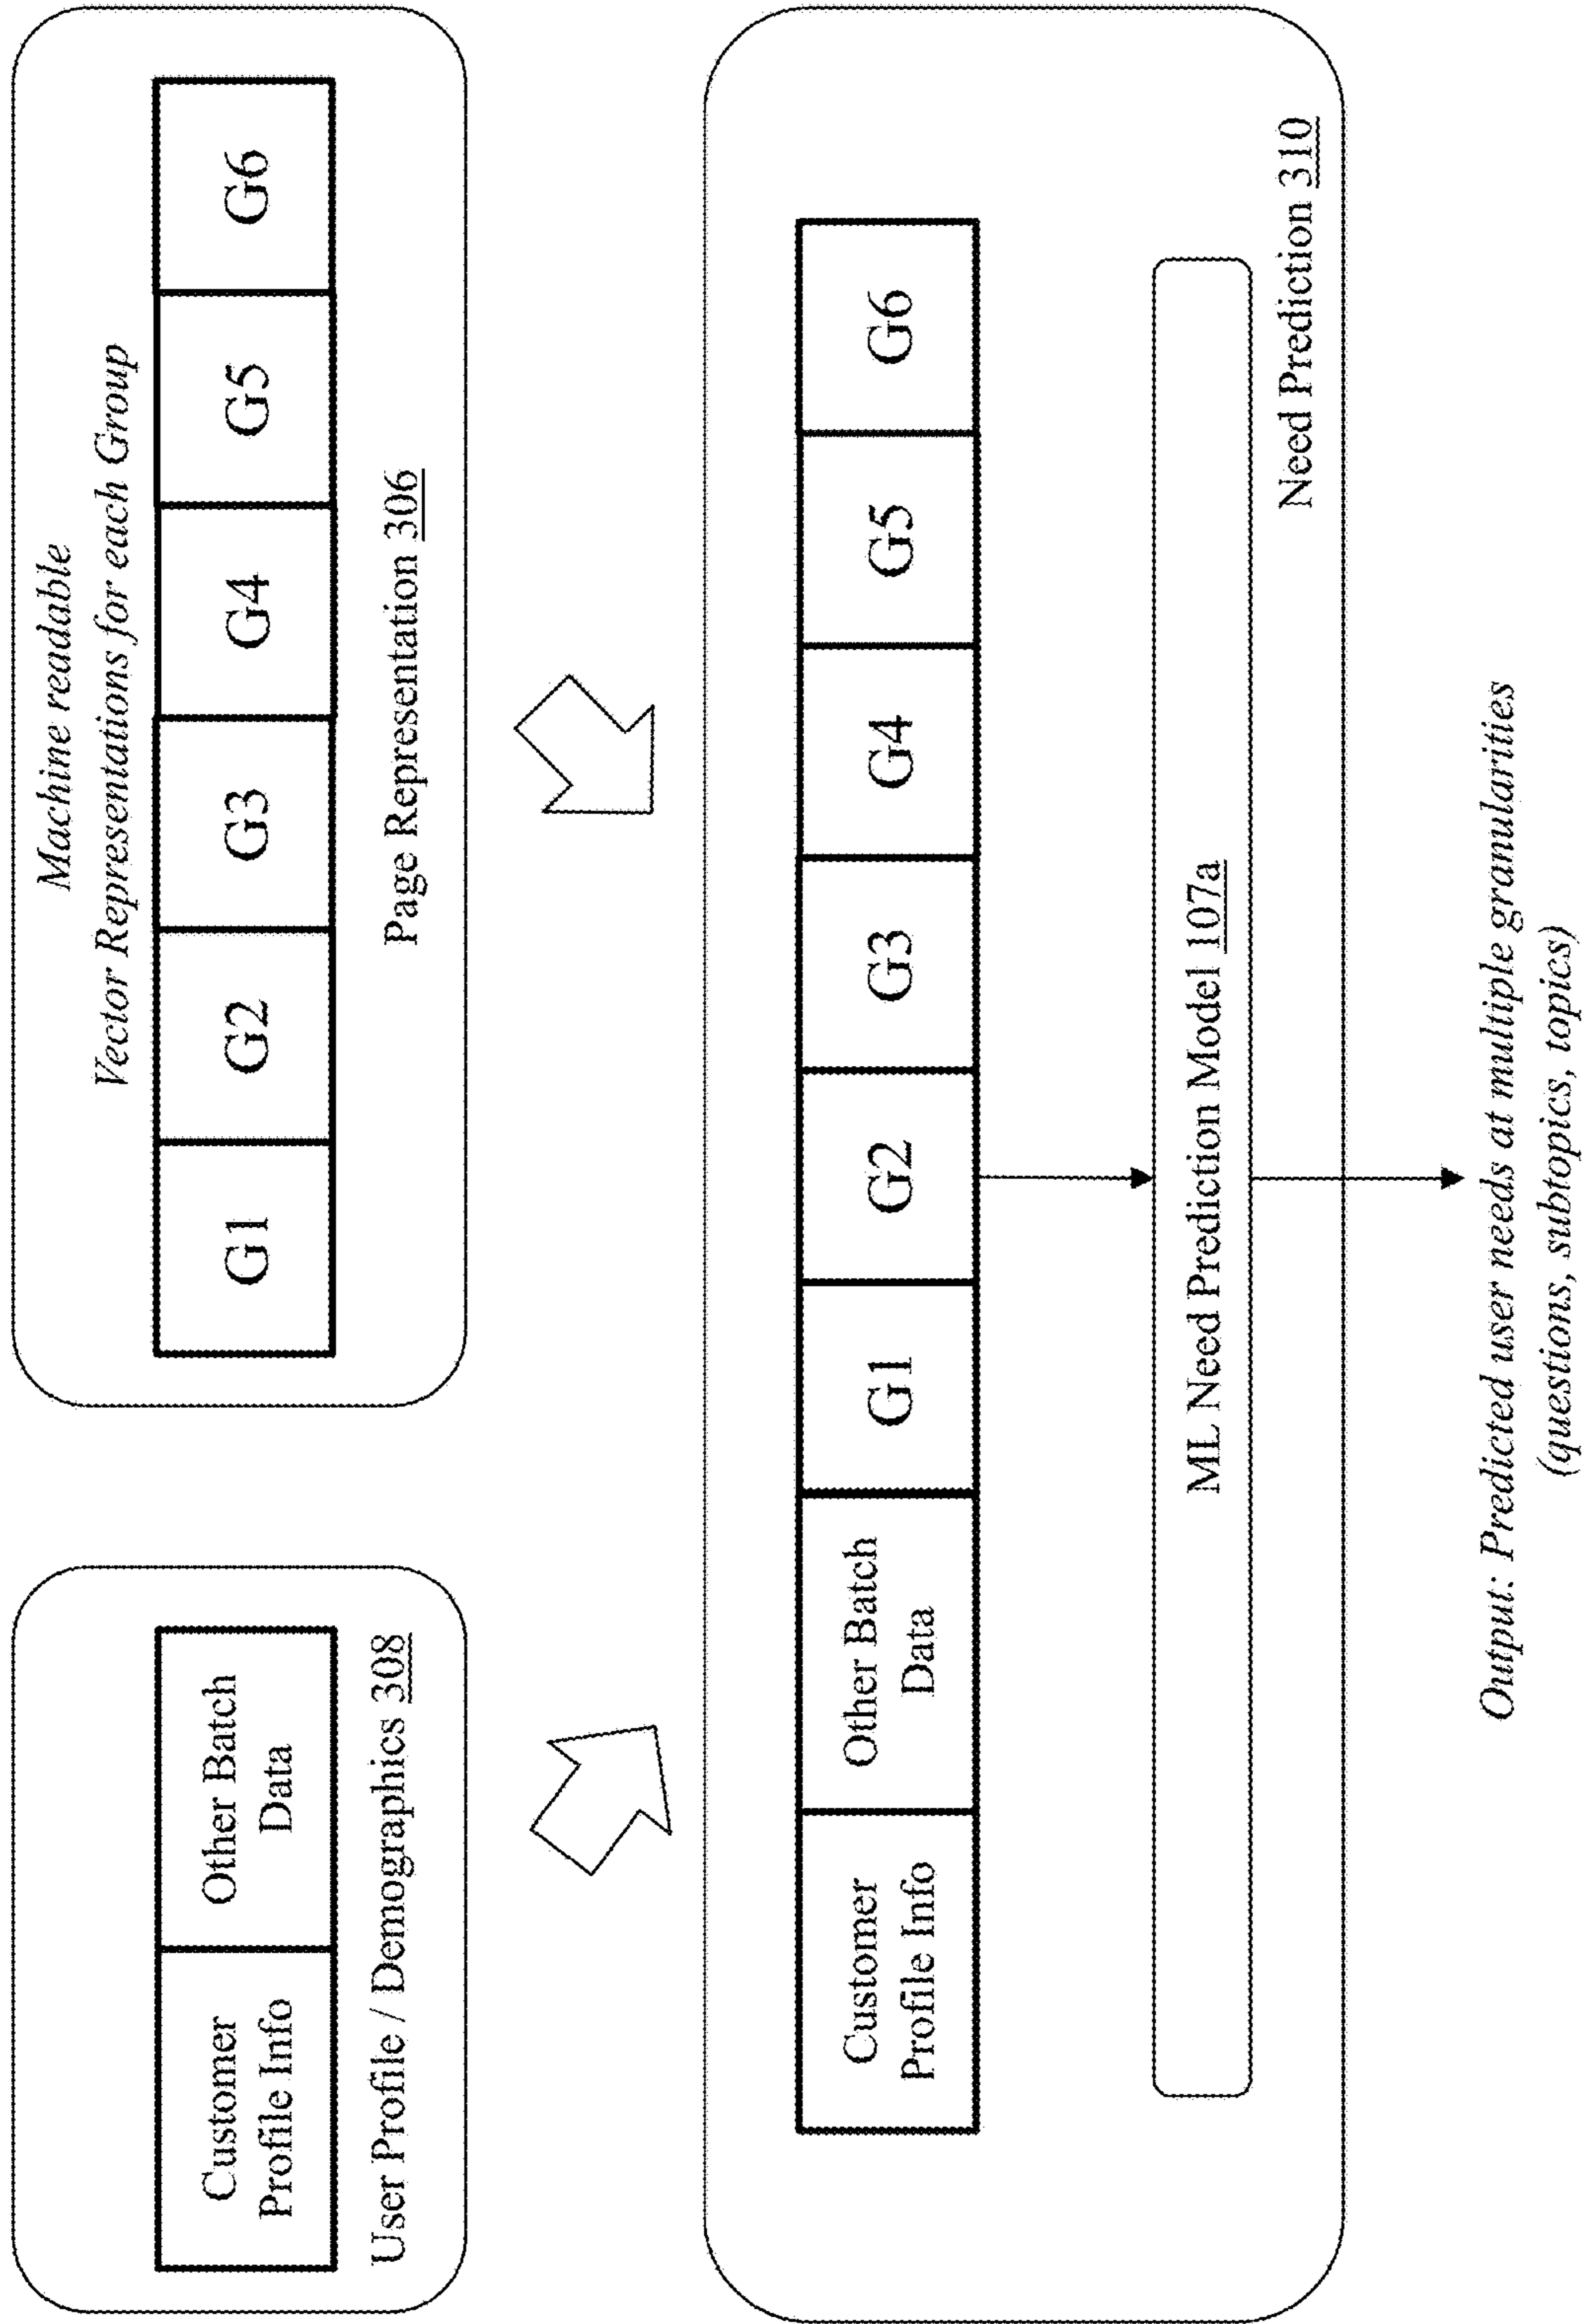 Customer
Profile Info
Other Batch
Data
User Profile / Demographics 308
Machine readable
Vector Representations for each Group
G1
G2
G3
G4
G5
G6
Page Representation 306
Customer
Profile Info
Other Batch
Data
G1
G2
G3
G4
G5
G6
ML Need Prediction Model 107a
Need Prediction 310
Output: Predicted user needs at multiple granularities
(questions, subtopics, topics)